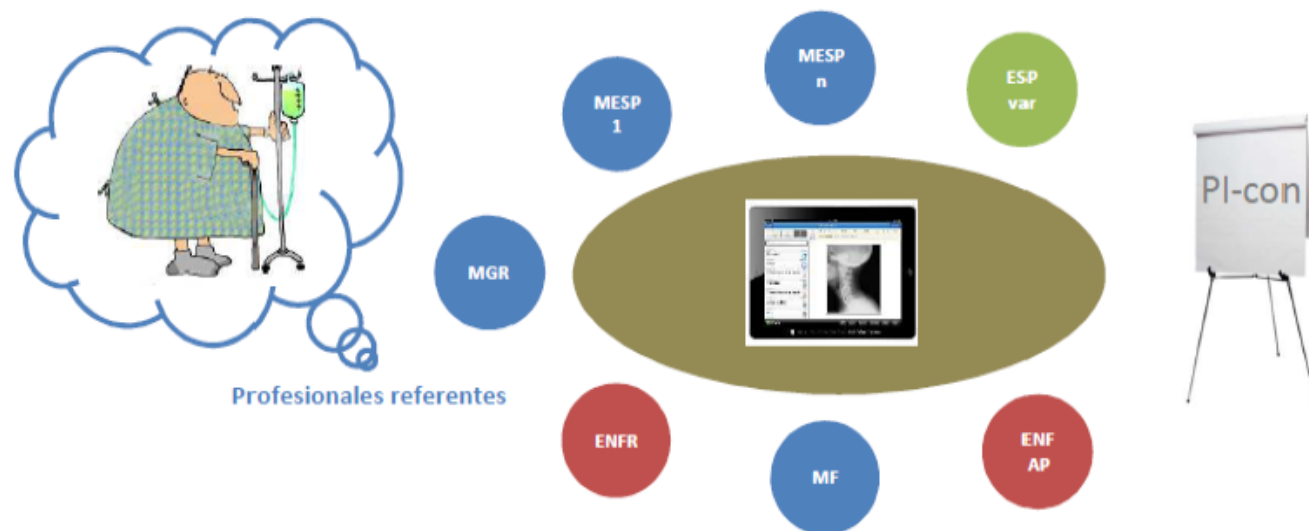 MESP
n
ESP
var
MESP
1
PI-con
MGR
Profesionales referentes
ENFR
MF
ENF
AP